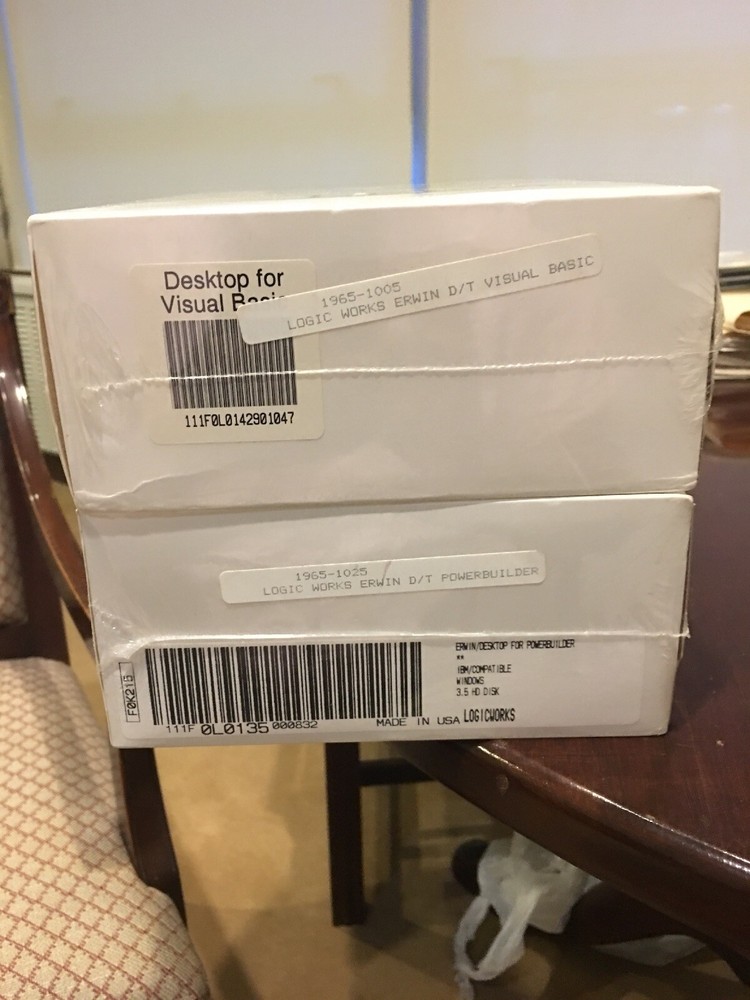 Desktop for
Visual Basic
1965-1005
LOGIC WORKS ERWIN D/T VISUAL BASIC
111F0L0142901047
1965-1025
LOGIC WORKS ERWIN D/T POWERBUILDER
ERWIN/DESKTOP FOR POWERBUILDER
**
IBM/COMPATIBLE
WINDOWS
3.5 HD DISK
F0K215
111F 0L0135 000832
MADE IN USA LOGICWORKS